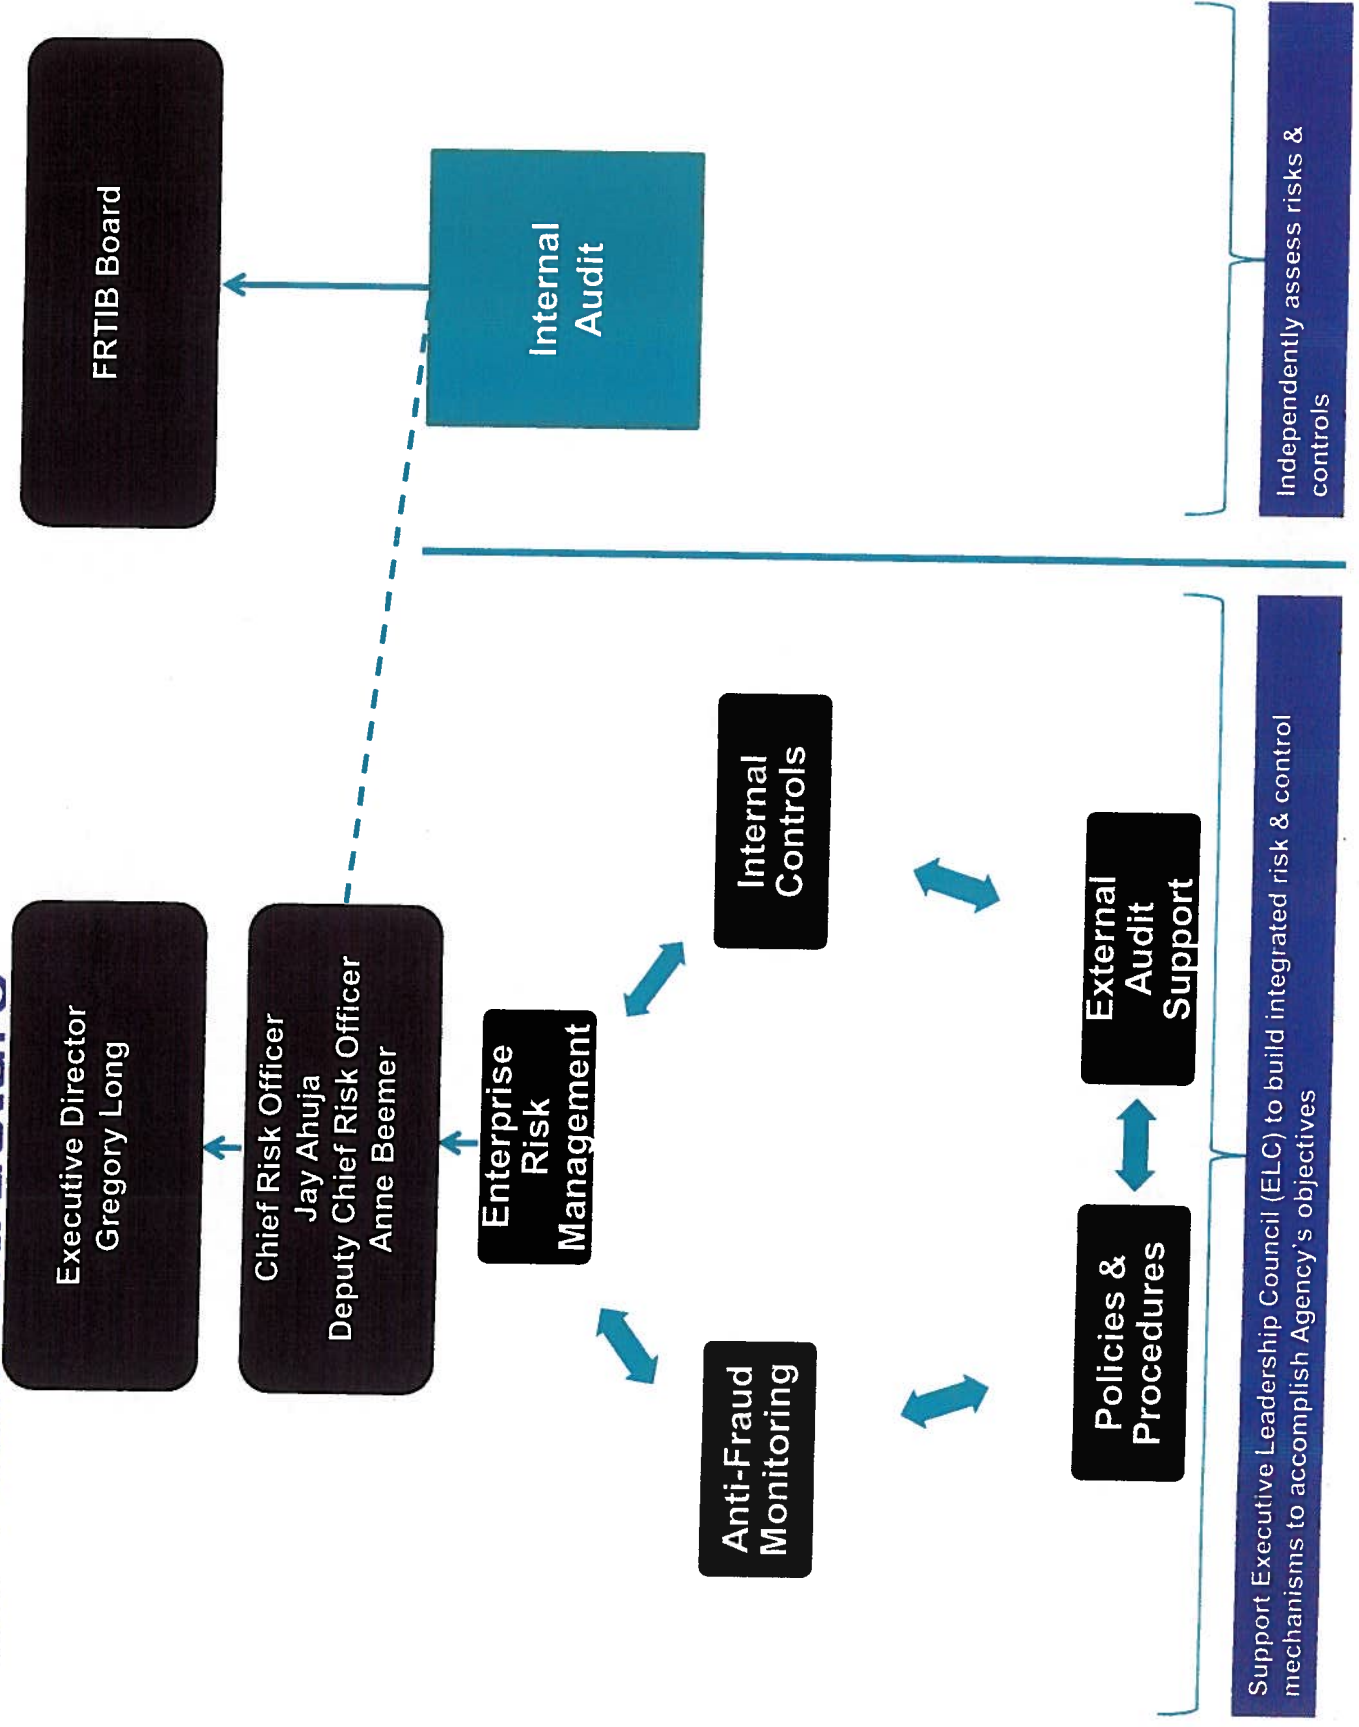 Executive Director
Gregory Long
FRTIB Board
Chief Risk Officer
Jay Ahuja
Deputy Chief Risk Officer
Anne Beemer
Internal
Audit
Enterprise
Risk
Management
Anti-Fraud
Monitoring
Internal
Controls
Policies &
Procedures
External
Audit
Support
Support Executive Leadership Council (ELC) to build integrated risk & control
mechanisms to accomplish Agency's objectives
Independently assess risks &
controls